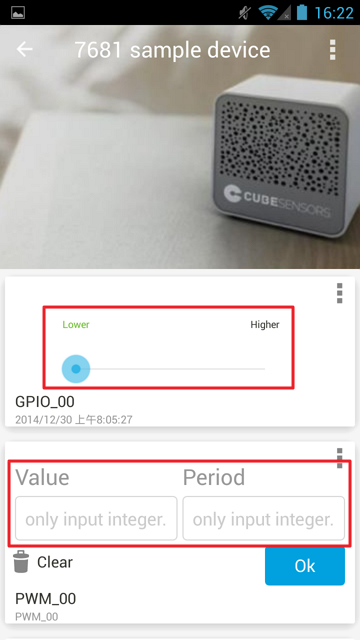 16:22
7681 sample device
CUBESENSORS
Lower Higher
GPIO_00
2014/12/30 上午8:05:27
Value Period
only input integer. only input integer.
Clear Ok
PWM_00
PWM_00